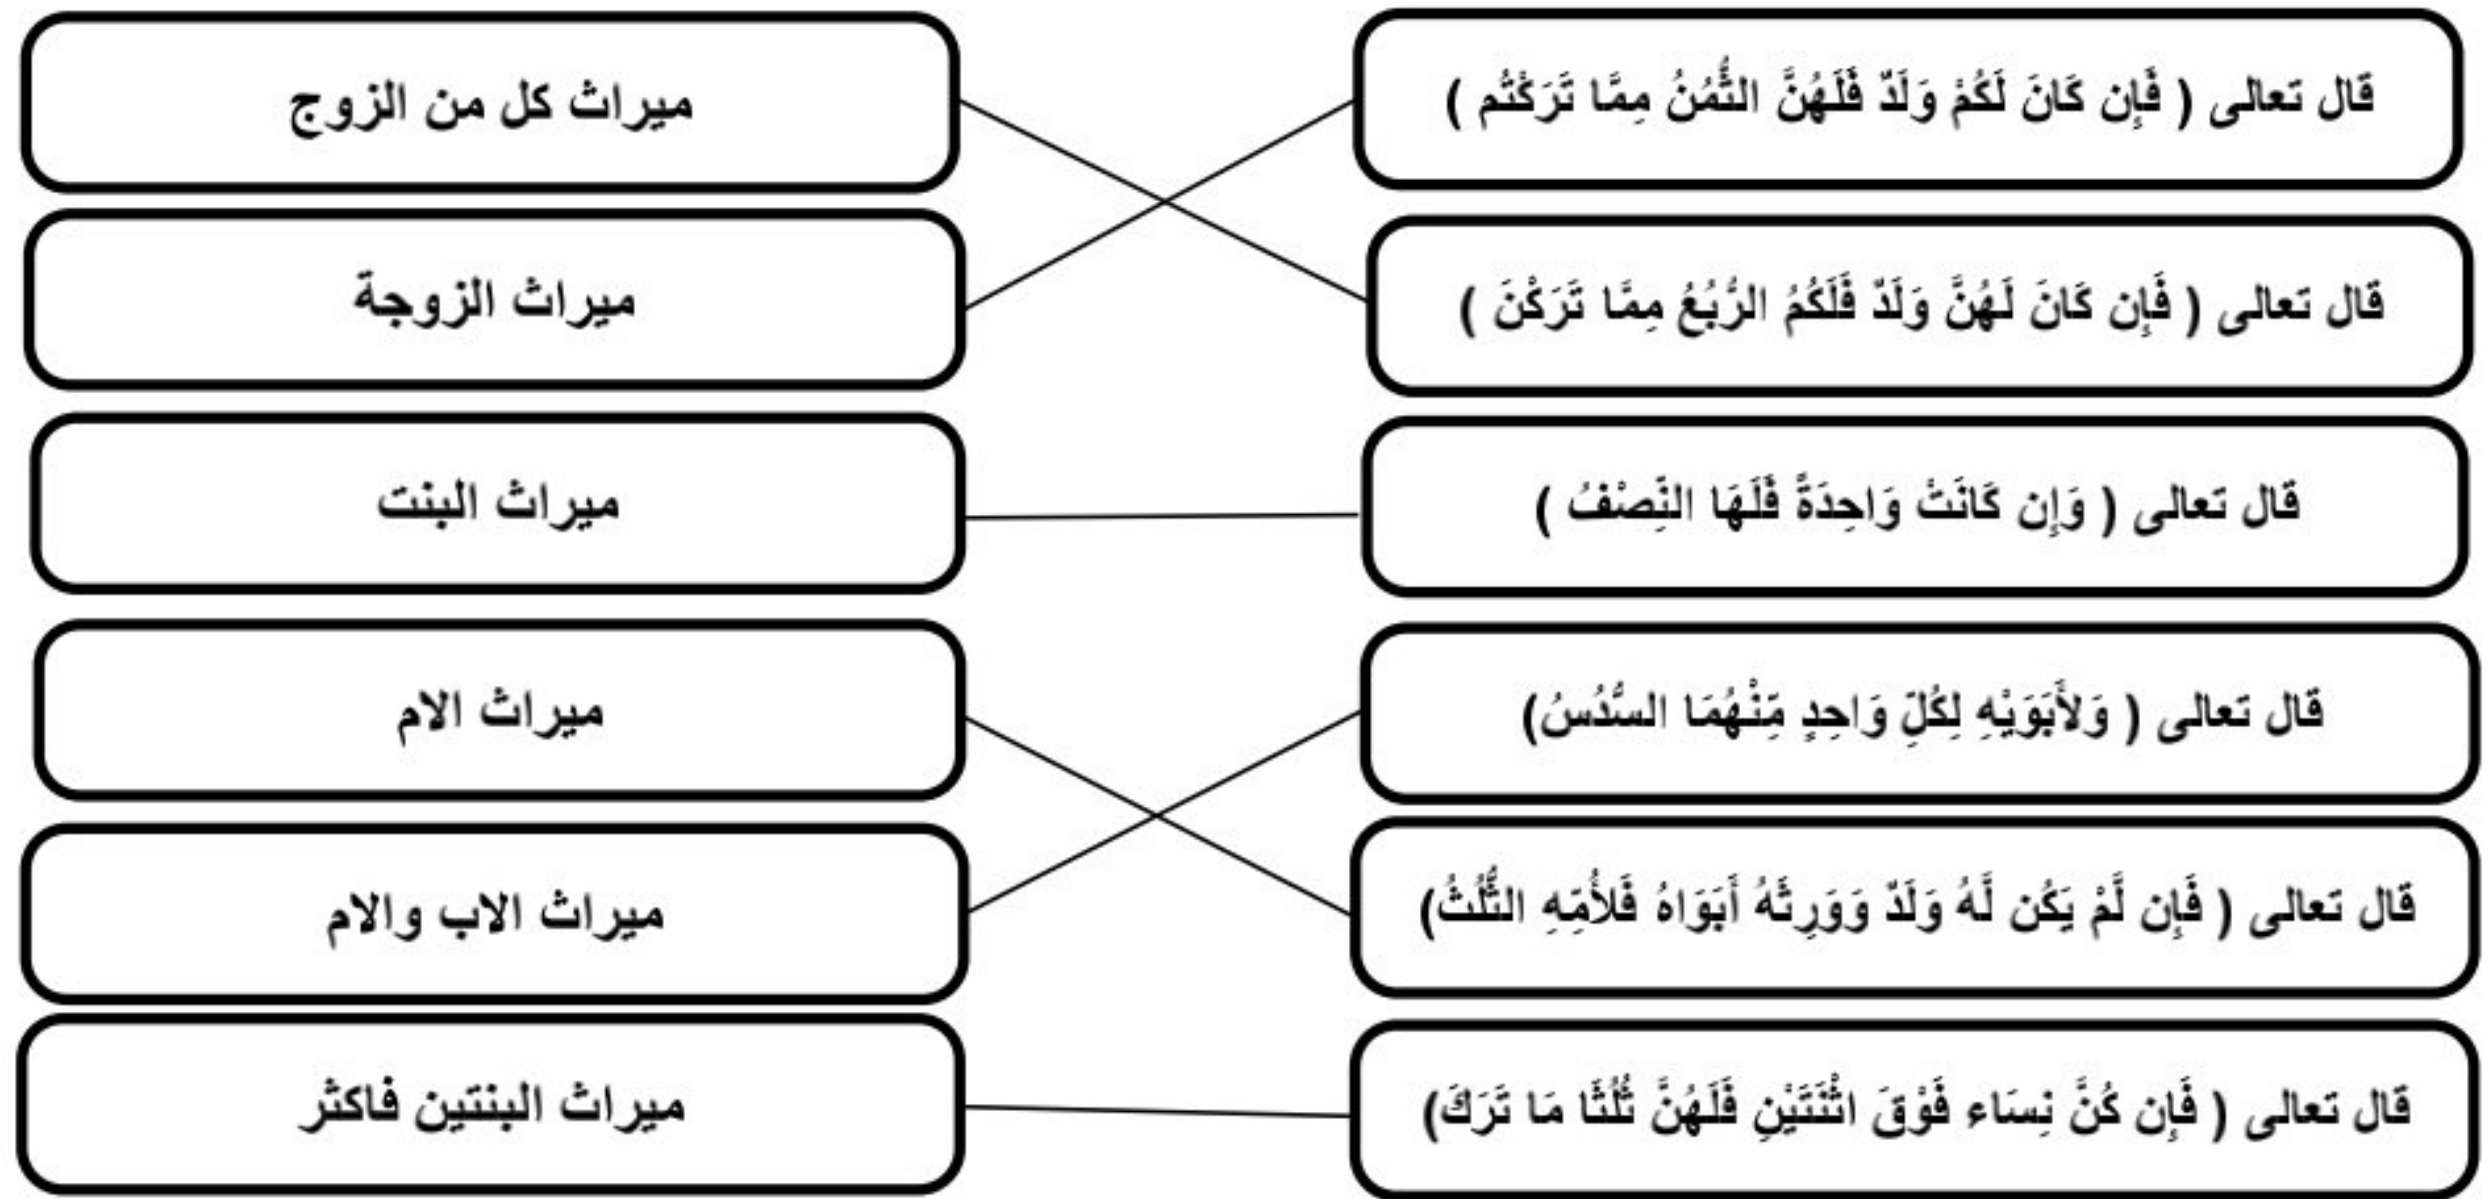 قال تعالى ( فَإِن كَانَ لَكُمْ وَلَدٌ فَلَهُنَّ الثُّمُنُ مِمَّا تَرَكْتُم )
ميراث كل من الزوج
قال تعالى ( فَإِن كَانَ لَهُنَّ وَلَدٌ فَلَكُمُ الرُّبُعُ مِمَّا تَرَكْنَ )
ميراث الزوجة
قال تعالى ( وَإِن كَانَتْ وَاحِدَةً فَلَهَا النِّصْفُ )
ميراث البنت
قال تعالى ( وَلأَبَوَيْهِ لِكُلِّ وَاحِدٍ مِّنْهُمَا السُّدُسُ)
ميراث الام
قال تعالى ( فَإِن لَّمْ يَكُن لَّهُ وَلَدٌ وَوَرِثَهُ أَبَوَاهُ فَلأُمِّهِ الثُّلُثُ)
ميراث الاب والام
قال تعالى ( فَإِن كُنَّ نِسَاء فَوْقَ اثْنَتَيْنِ فَلَهُنَّ ثُلُثَا مَا تَرَكَ)
ميراث البنتين فاكثر